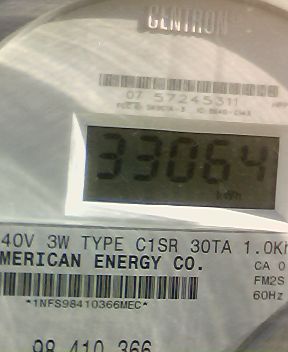 CENTRON
07 57245311
33064
kWh
40V 3W TYPE C1SR 30TA 1.0K
MERICAN ENERGY CO.
CA 0
FM2S
60Hz
*1NFS98410366MEC*
98 410 366